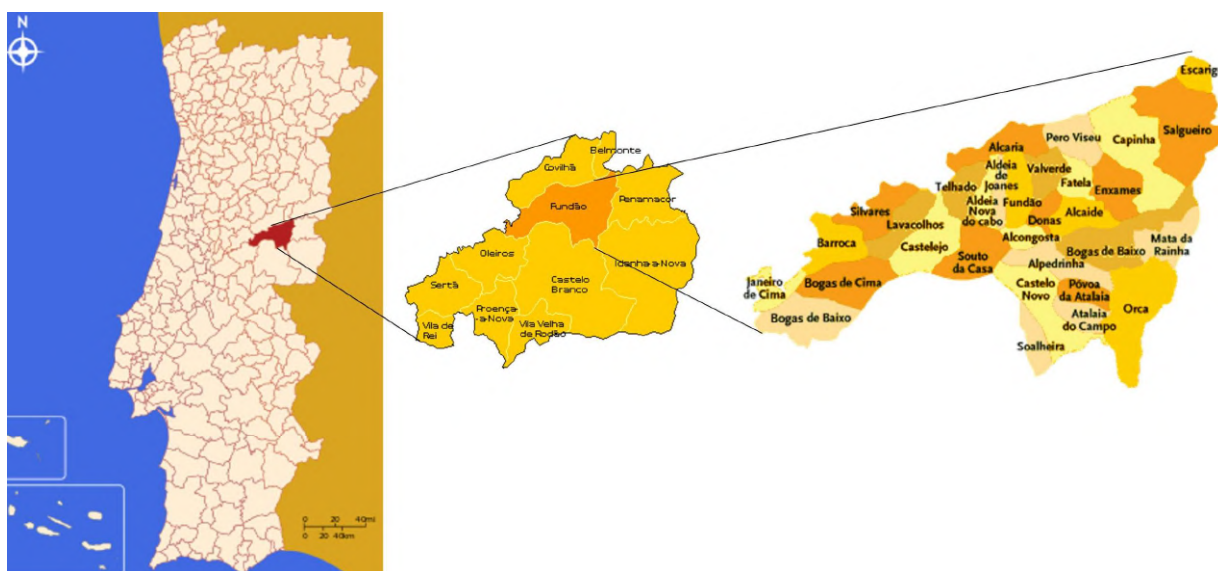 N
0 20 40mi
0 20 40km
Belmonte
Covilhã
Fundão
Penamacor
Oleiros
Idanha-a-Nova
Sertã
Castelo
Branco
Proença
-a-Nova
Vila de
Rei
Vila Velha
de Rodão
Escarig
Salgueiro
Capinha
Pero Viseu
Alcaria
Valverde
Aldeia
de
Joanes
Fatela
Enxames
Telhado
Aldeia
Nova
do cabo
Fundão
Donas
Alcaide
Silvares
Lavacolhos
Castelejo
Barroca
Souto
da Casa
Alcongosta
Bogas de Baixo
Mata da
Rainha
Alpedrinha
Janeiro
de Cima
Bogas de Cima
Bogas de Baixo
Castelo
Novo
Póvoa
da Atalaia
Atalaia
do Campo
Orca
Soalheira